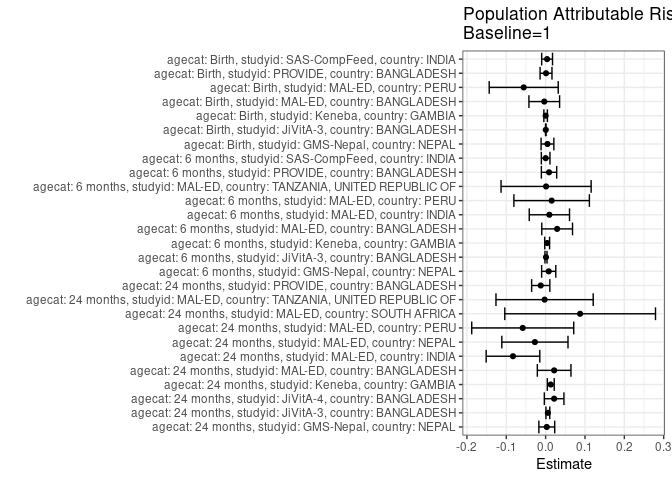 Population Attributable Ris
Baseline=1
agecat: Birth, studyid: SAS-CompFeed, country: INDIA
agecat: Birth, studyid: PROVIDE, country: BANGLADESH
agecat: Birth, studyid: MAL-ED, country: PERU
agecat: Birth, studyid: MAL-ED, country: BANGLADESH
agecat: Birth, studyid: Keneba, country: GAMBIA
agecat: Birth, studyid: JiVitA-3, country: BANGLADESH
agecat: Birth, studyid: GMS-Nepal, country: NEPAL
agecat: 6 months, studyid: SAS-CompFeed, country: INDIA
agecat: 6 months, studyid: PROVIDE, country: BANGLADESH
agecat: 6 months, studyid: MAL-ED, country: TANZANIA, UNITED REPUBLIC OF
agecat: 6 months, studyid: MAL-ED, country: PERU
agecat: 6 months, studyid: MAL-ED, country: INDIA
agecat: 6 months, studyid: MAL-ED, country: BANGLADESH
agecat: 6 months, studyid: Keneba, country: GAMBIA
agecat: 6 months, studyid: JiVitA-3, country: BANGLADESH
agecat: 6 months, studyid: GMS-Nepal, country: NEPAL
agecat: 24 months, studyid: PROVIDE, country: BANGLADESH
agecat: 24 months, studyid: MAL-ED, country: TANZANIA, UNITED REPUBLIC OF
agecat: 24 months, studyid: MAL-ED, country: SOUTH AFRICA
agecat: 24 months, studyid: MAL-ED, country: PERU
agecat: 24 months, studyid: MAL-ED, country: NEPAL
agecat: 24 months, studyid: MAL-ED, country: INDIA
agecat: 24 months, studyid: MAL-ED, country: BANGLADESH
agecat: 24 months, studyid: Keneba, country: GAMBIA
agecat: 24 months, studyid: JiVitA-4, country: BANGLADESH
agecat: 24 months, studyid: JiVitA-3, country: BANGLADESH
agecat: 24 months, studyid: GMS-Nepal, country: NEPAL
-0.2 -0.1 0.0 0.1 0.2 0.3
Estimate